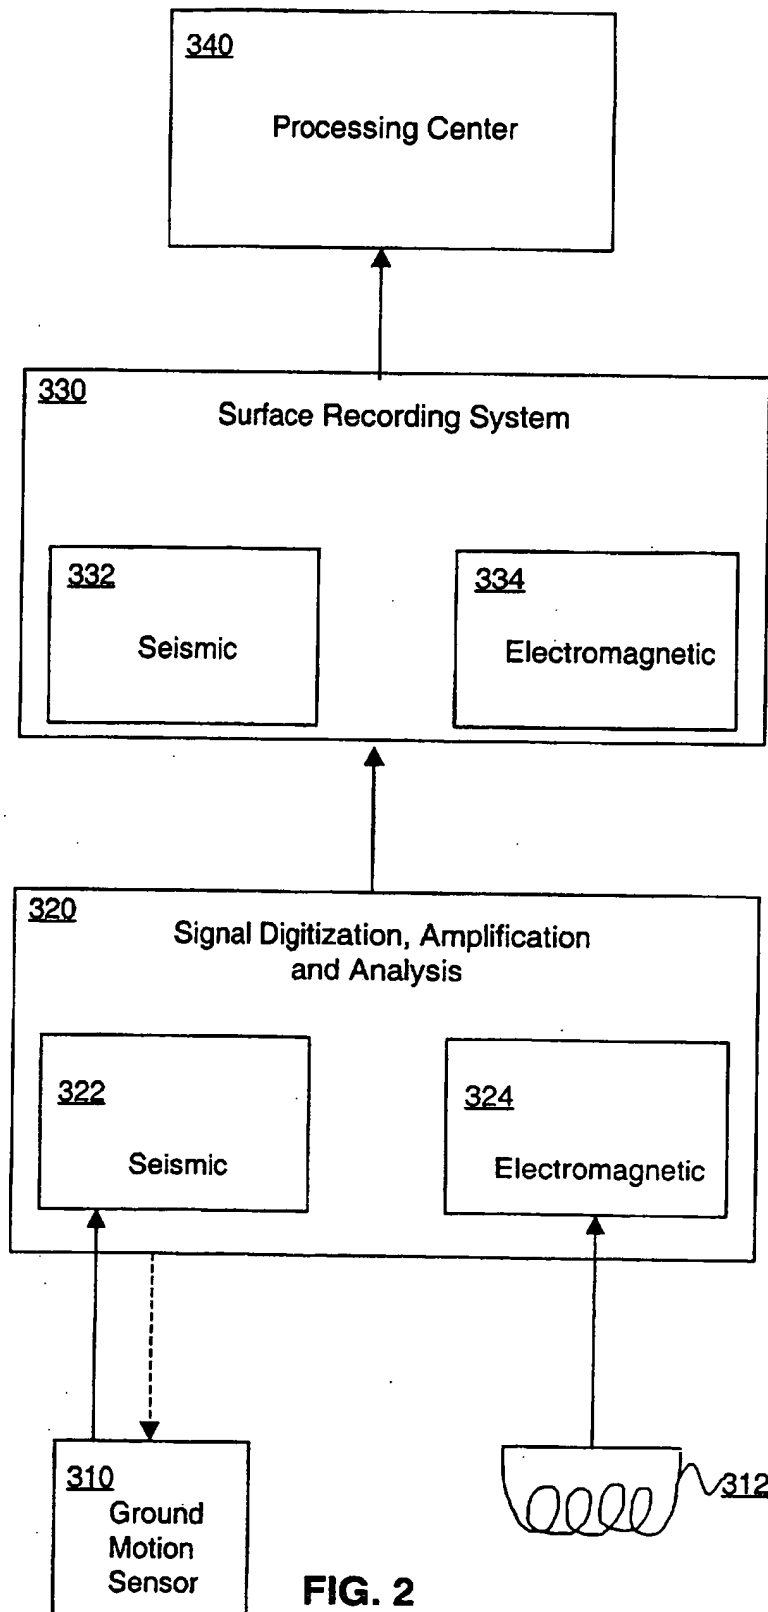 340
Processing Center
330
Surface Recording System
332
Seismic
334
Electromagnetic
320
Signal Digitization, Amplification
and Analysis
322
Seismic
324
Electromagnetic
310
Ground
Motion
Sensor
312
FIG. 2